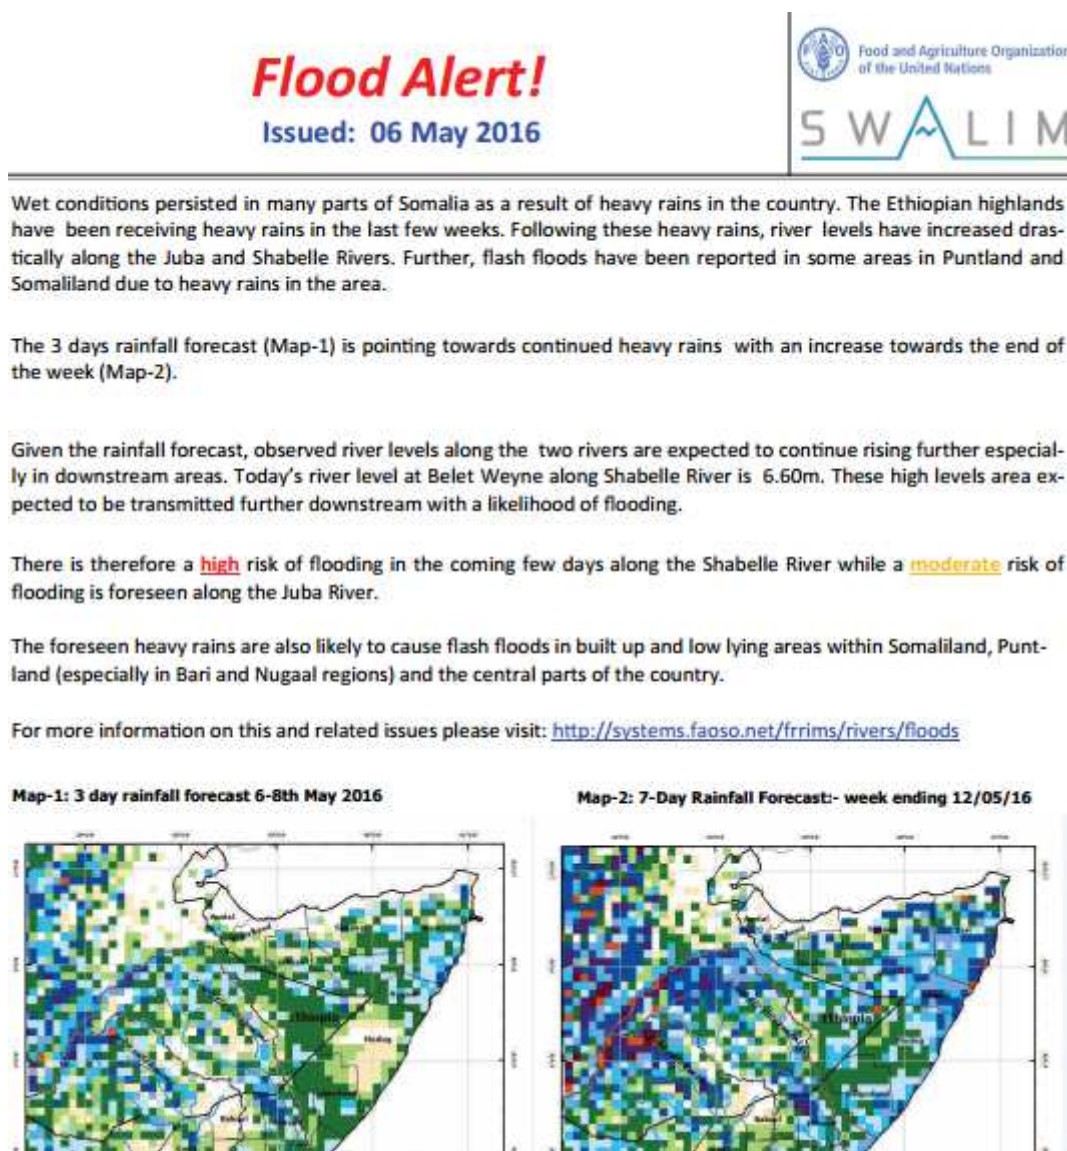 Flood Alert!
Issued: 06 May 2016
Food and Agriculture Organization
of the United Nations
SWALIM
Wet conditions persisted in many parts of Somalia as a result of heavy rains in the country. The Ethiopian highlands
have been receiving heavy rains in the last few weeks. Following these heavy rains, river levels have increased dras-
tically along the Juba and Shabelle Rivers. Further, flash floods have been reported in some areas in Puntland and
Somaliland due to heavy rains in the area.
The 3 days rainfall forecast (Map-1) is pointing towards continued heavy rains with an increase towards the end of
the week (Map-2).
Given the rainfall forecast, observed river levels along the two rivers are expected to continue rising further especial-
ly in downstream areas. Today's river level at Belet Weyne along Shabelle River is 6.60m. These high levels area ex-
pected to be transmitted further downstream with a likelihood of flooding.
There is therefore a high risk of flooding in the coming few days along the Shabelle River while a moderate risk of
flooding is foreseen along the Juba River.
The foreseen heavy rains are also likely to cause flash floods in built up and low lying areas within Somaliland, Punt-
land (especially in Bari and Nugaal regions) and the central parts of the country.
For more information on this and related issues please visit: http://systems.faoso.net/frrims/rivers/floods
Map-1: 3 day rainfall forecast 6-8th May 2016
Map-2: 7-Day Rainfall Forecast:- week ending 12/05/16
Ethiopia
Ethiopia